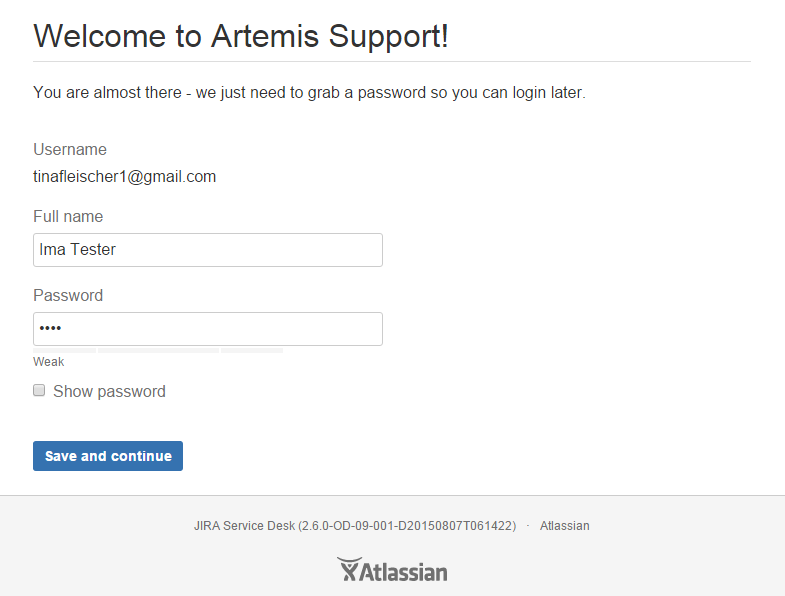 Welcome to Artemis Support!
You are almost there - we just need to grab a password so you can login later.
Username
tinafleischer1@gmail.com
Full name
Ima Tester
Password
••••
Weak
Show password
Save and continue
JIRA Service Desk (2.6.0-OD-09-001-D20150807T061422) · Atlassian
Atlassian